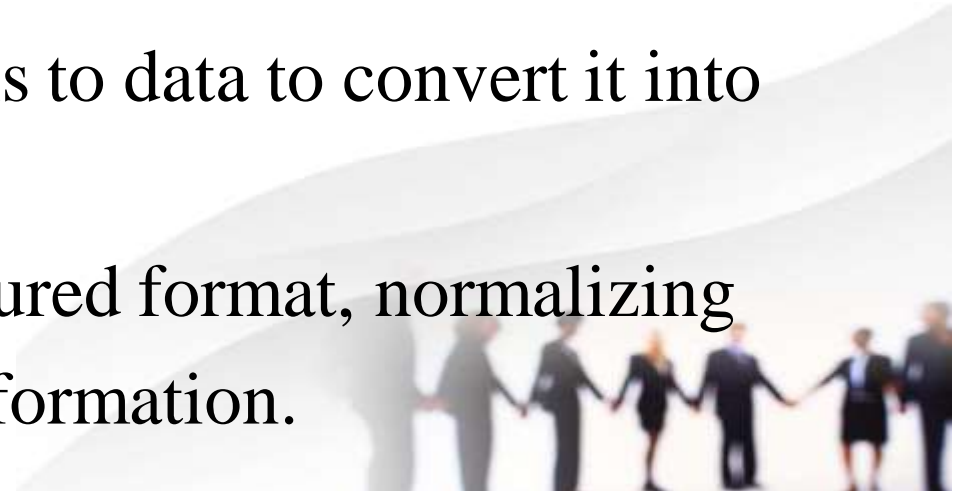 s to data to convert it into
ured format, normalizing
formation.